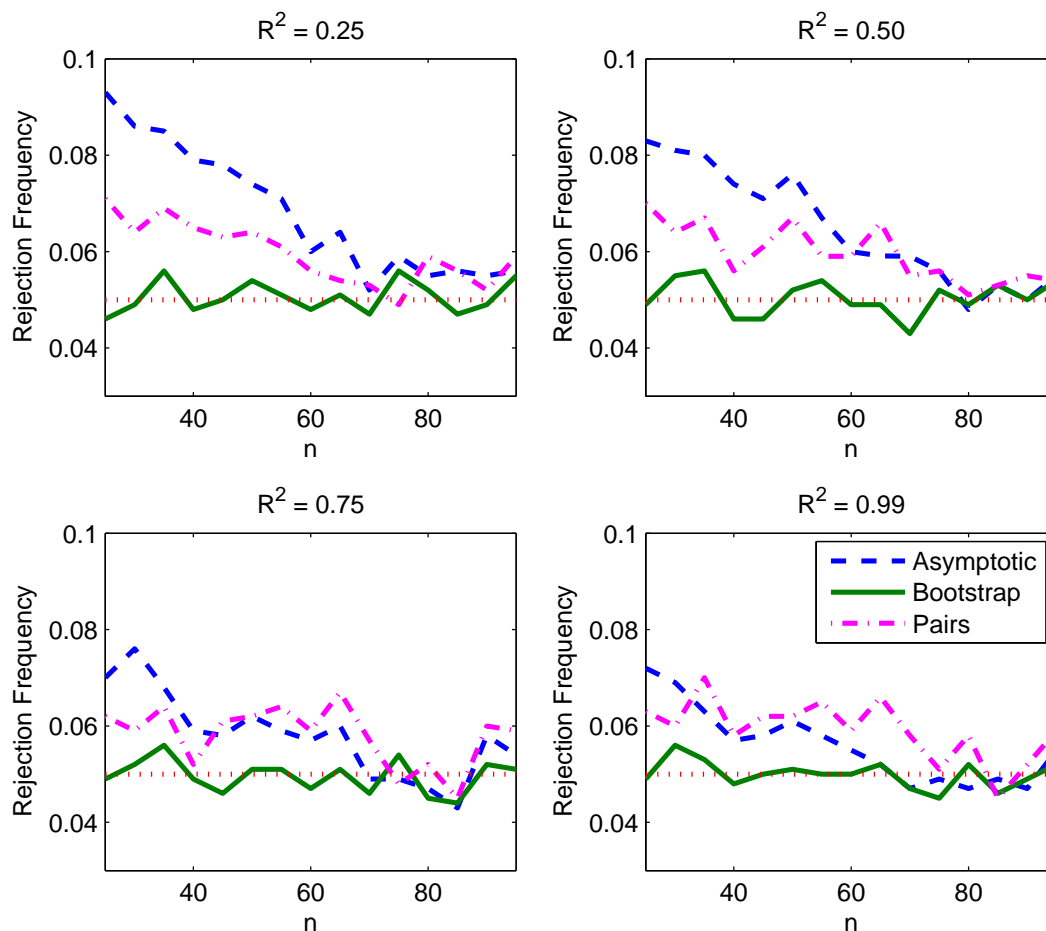 R² = 0.25
0.1
0.08
0.06
0.04
Rejection Frequency
40 60 80
n
R² = 0.50
0.1
0.08
0.06
0.04
Rejection Frequency
40 60 80
n
R² = 0.75
0.1
0.08
0.06
0.04
Rejection Frequency
40 60 80
n
R² = 0.99
0.1
0.08
0.06
0.04
Rejection Frequency
Asymptotic
Bootstrap
Pairs
40 60 80
n